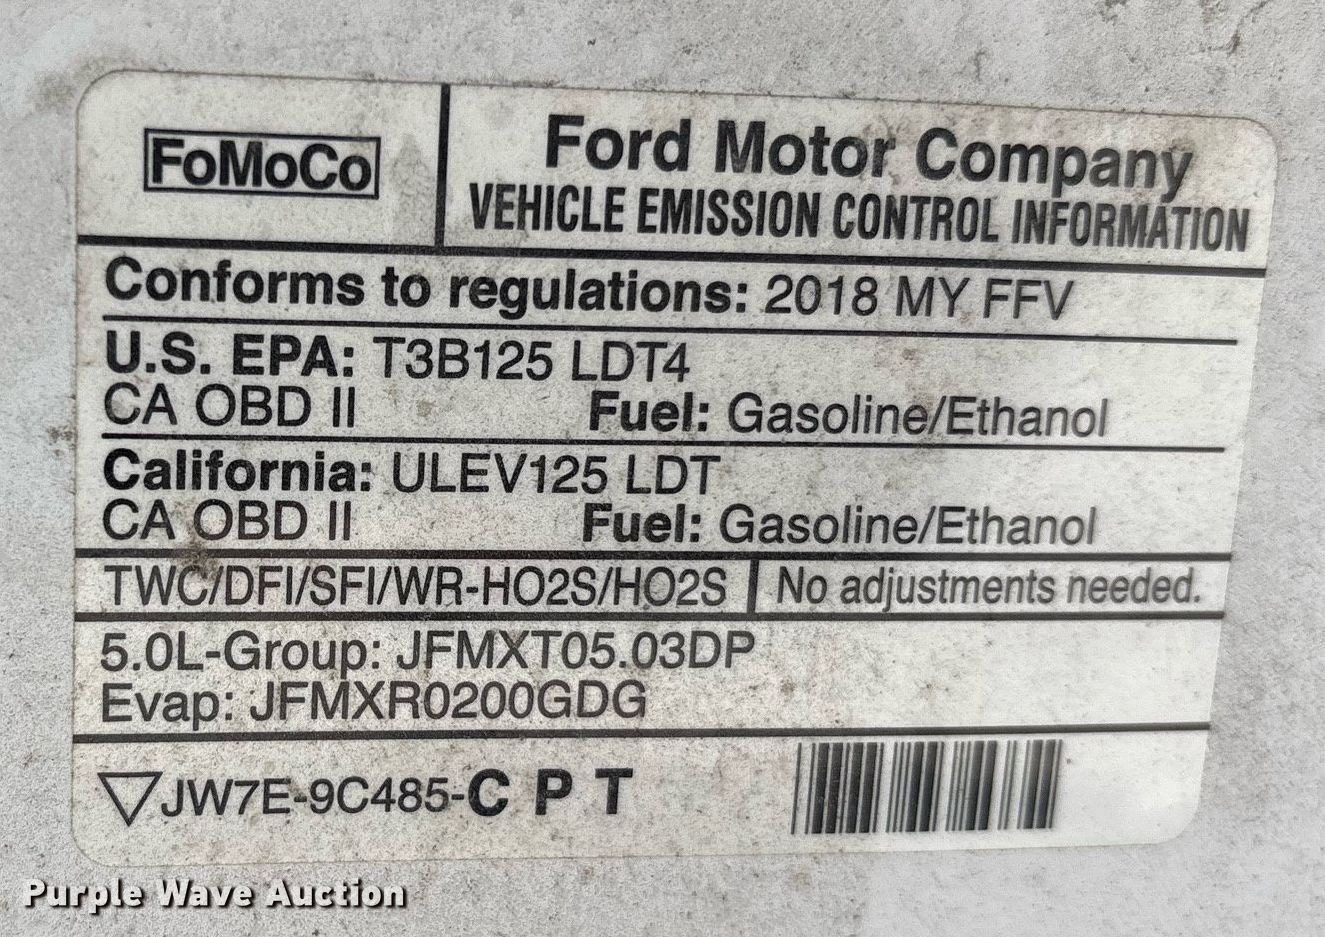 FoMoCo
Ford Motor Company
VEHICLE EMISSION CONTROL INFORMATION
Conforms to regulations: 2018 MY FFV
U.S. EPA: T3B125 LDT4
CA OBD II Fuel: Gasoline/Ethanol
California: ULEV125 LDT
CA OBD II Fuel: Gasoline/Ethanol
TWC/DFI/SFI/WR-HO2S/HO2S No adjustments needed.
5.0L-Group: JFMXT05.03DP
Evap: JFMXR0200GDG
JW7E-9C485-C P T
Purple Wave Auction